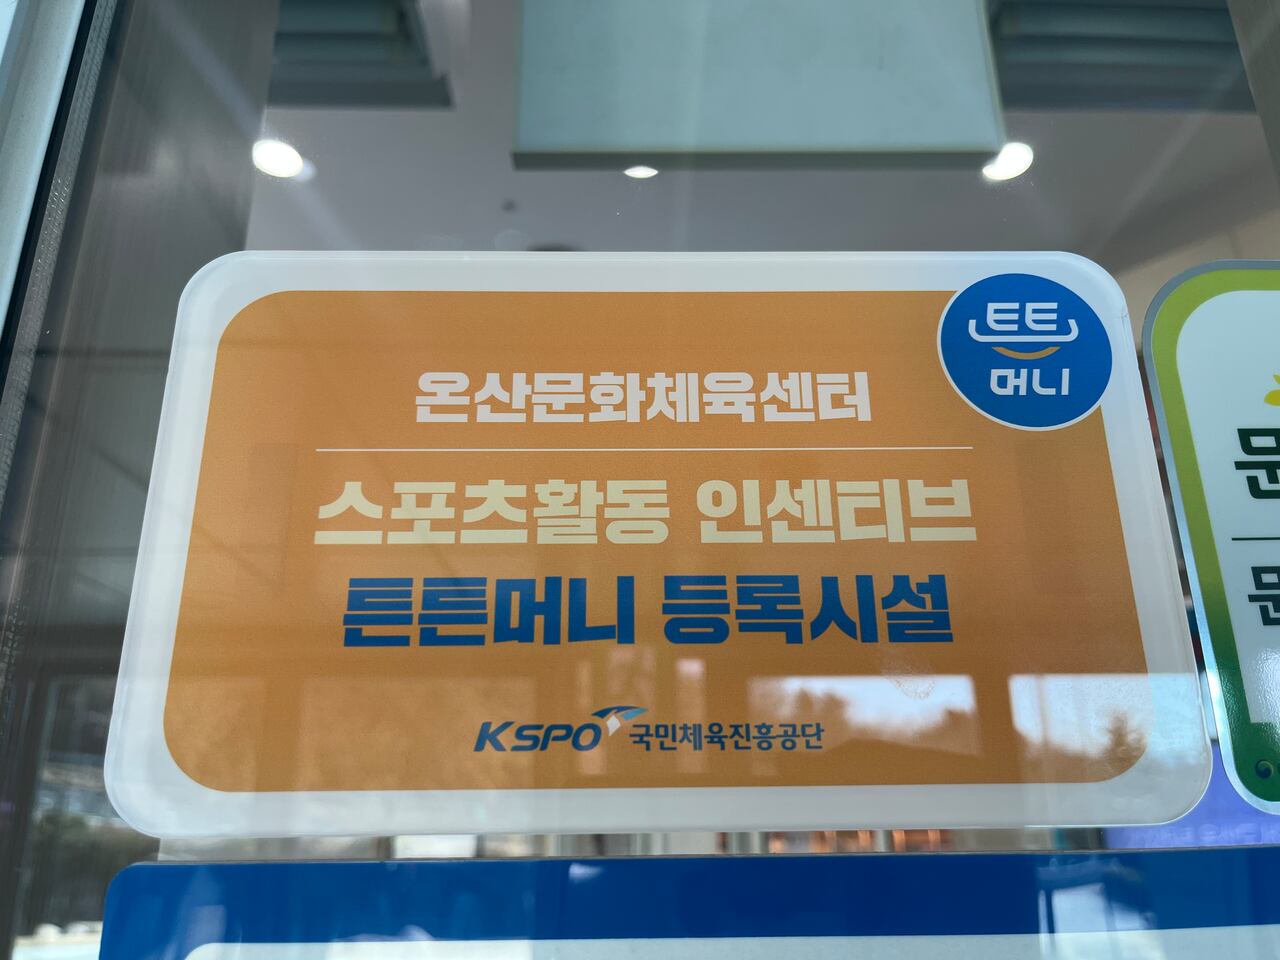 튼튼
머니
온산문화체육센터
스포츠활동 인센티브
튼튼머니 등록시설
KSPO 국민체육진흥공단
문
문